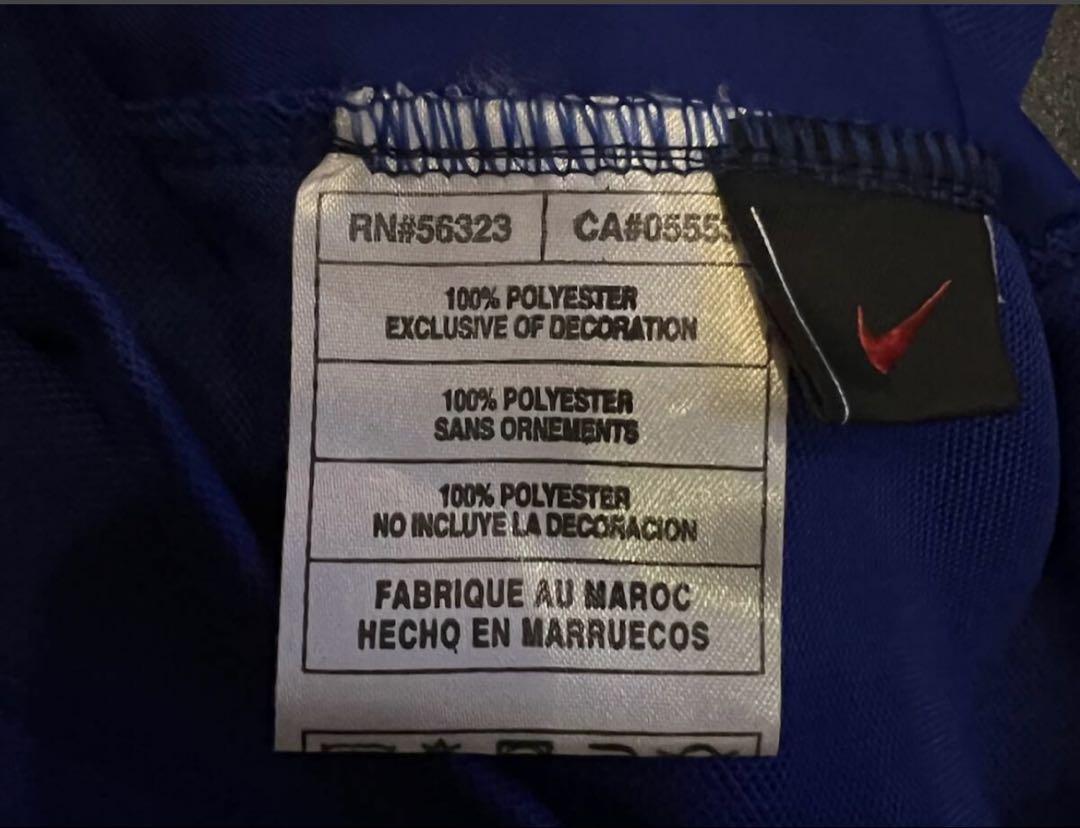 RN#56323 CA#05553
100% POLYESTER
EXCLUSIVE OF DECORATION
100% POLYESTER
SANS ORNEMENTS
100% POLYESTER
NO INCLUYE LA DECORACION
FABRIQUE AU MAROC
HECHO EN MARRUECOS